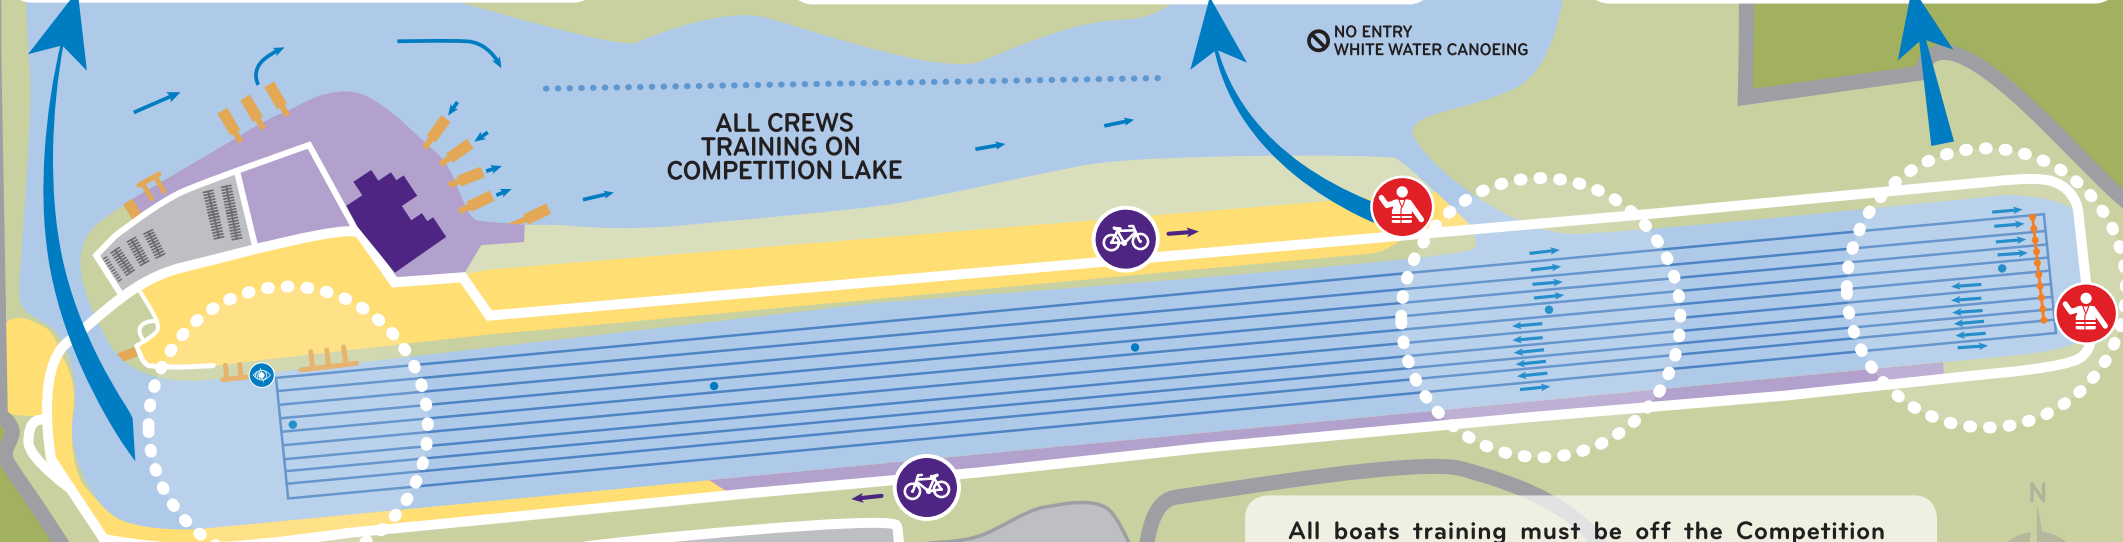 NO ENTRY
WHITE WATER CANOEING
ALL CREWS
TRAINING ON
COMPETITION LAKE
N
All boats training must be off the Competition